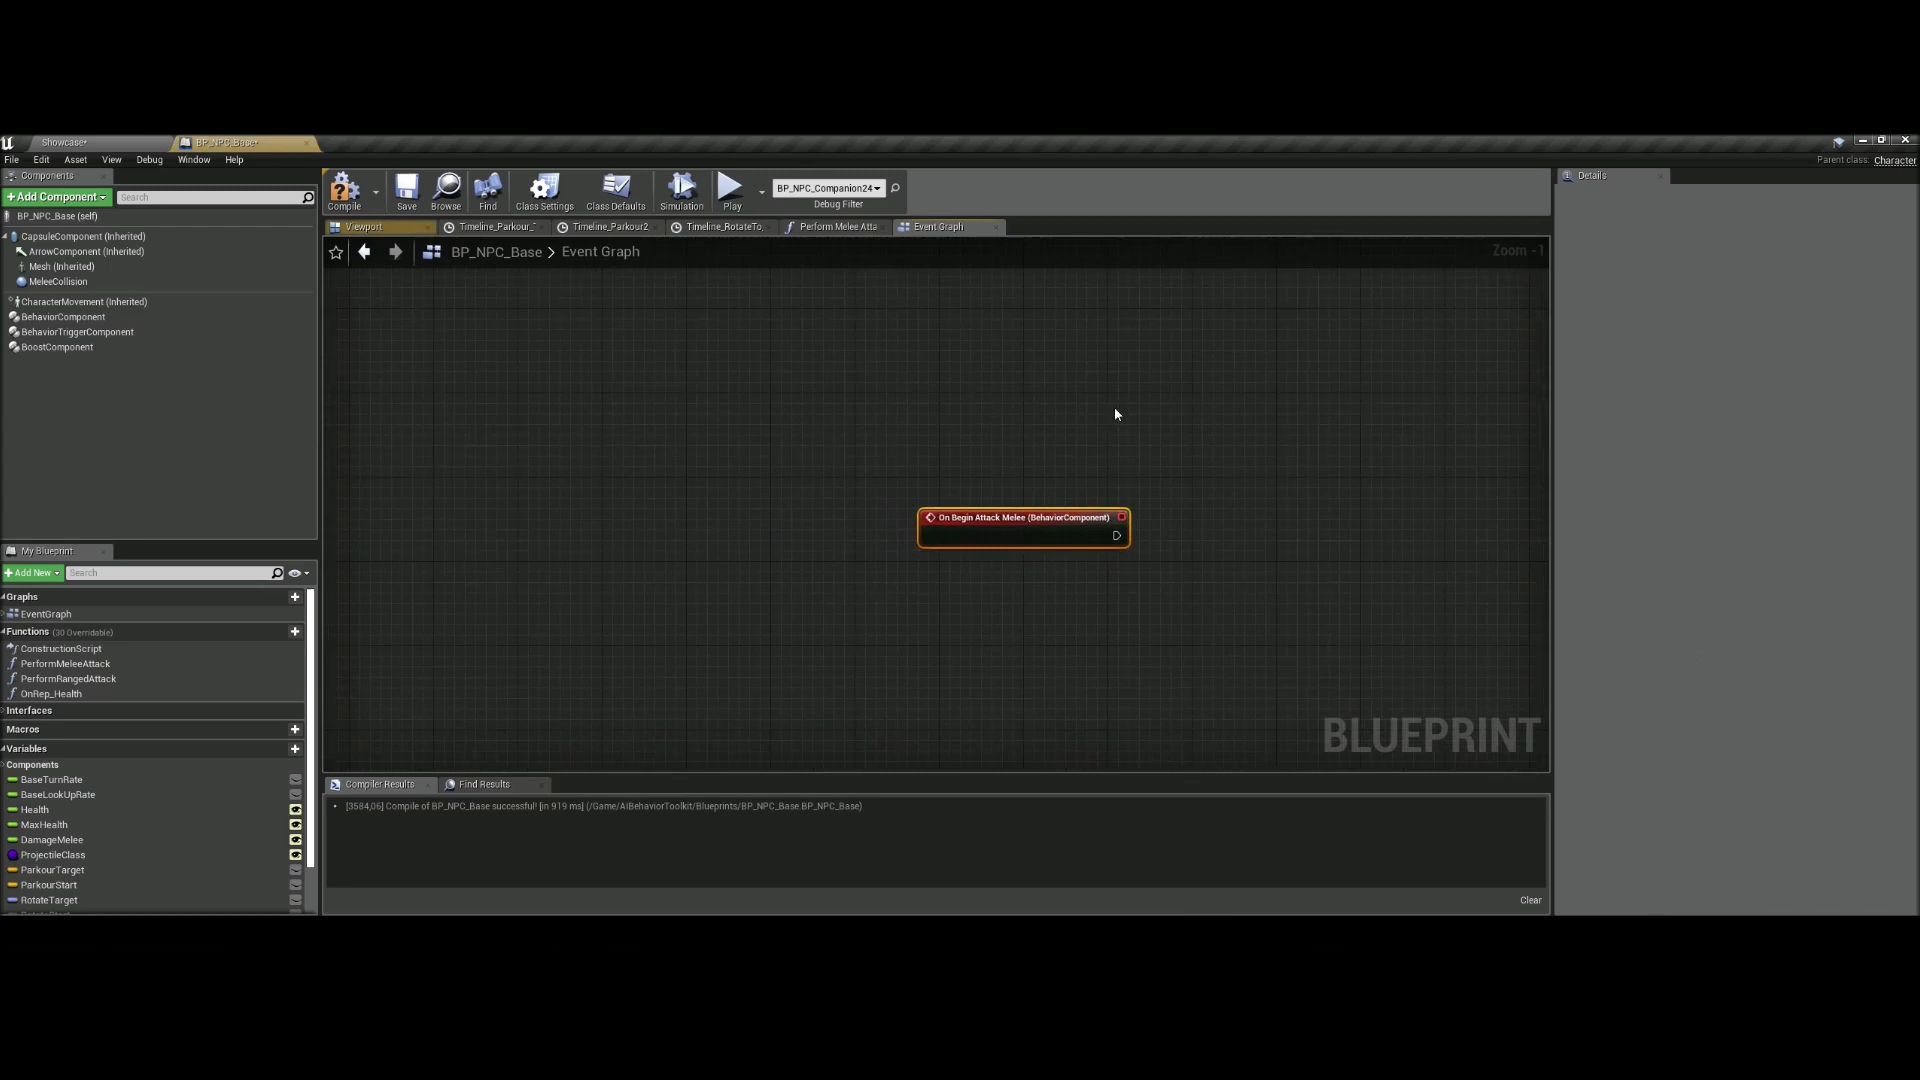 Showcase*
BP_NPC_Base*
File Edit Asset View Debug Window Help
Parent class: Character
Components
+Add Component
Search
BP_NPC_Base (self)
CapsuleComponent (Inherited)
ArrowComponent (Inherited)
Mesh (Inherited)
MeleeCollision
CharacterMovement (Inherited)
BehaviorComponent
BehaviorTriggerComponent
BoostComponent
Compile
Save
Browse
Find
Class Settings
Class Defaults
Simulation
Play
BP_NPC_Companion24
Debug Filter
Details
Viewport
Timeline_Parkour_
Timeline_Parkour2
Timeline_RotateTo
Perform Melee Atta
Event Graph
BP_NPC_Base > Event Graph
Zoom -1
On Begin Attack Melee (BehaviorComponent)
BLUEPRINT
My Blueprint
+Add New
Search
Graphs
EventGraph
Functions (30 Overridable)
ConstructionScript
PerformMeleeAttack
PerformRangedAttack
OnRep_Health
Interfaces
Macros
Variables
Components
BaseTurnRate
BaseLookUpRate
Health
MaxHealth
DamageMelee
ProjectileClass
ParkourTarget
ParkourStart
RotateTarget
Compiler Results
Find Results
[3584,06] Compile of BP_NPC_Base successful! [in 919 ms] (/Game/AIBehaviorToolkit/Blueprints/BP_NPC_Base.BP_NPC_Base)
Clear